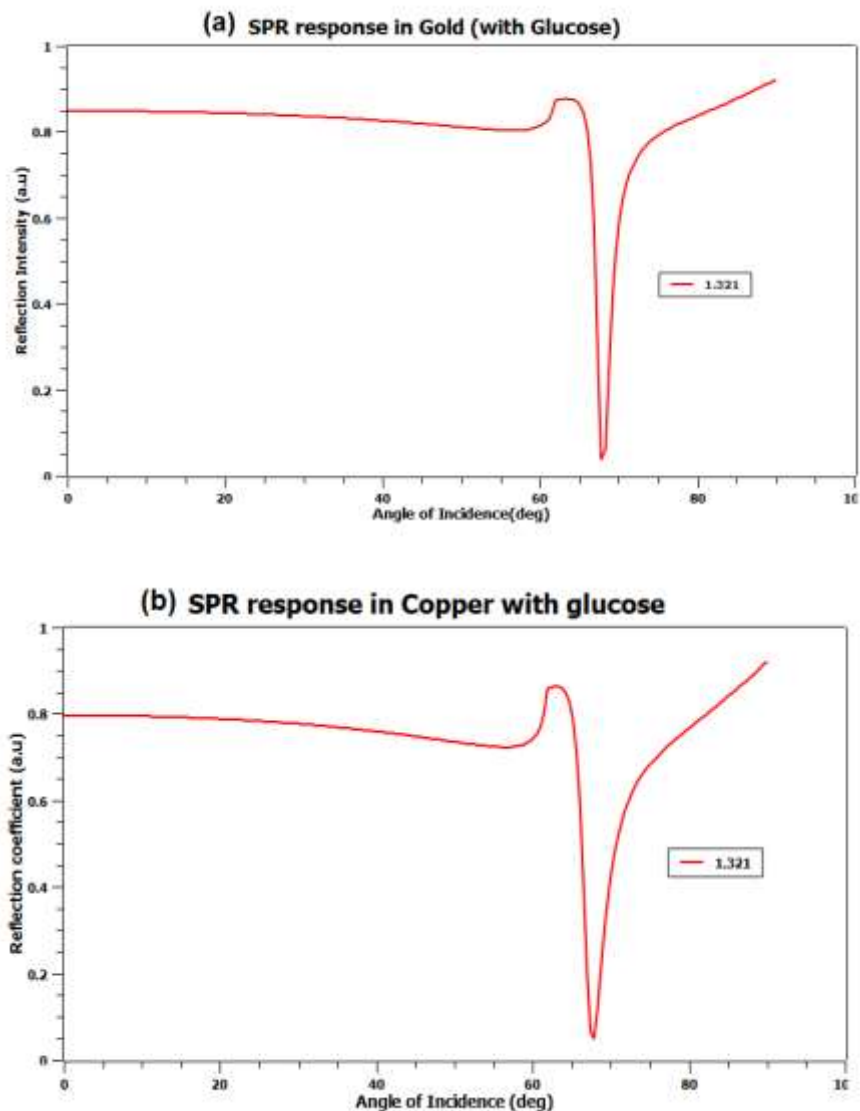 (a) SPR response in Gold (with Glucose)
1
0.8
0.6
0.4
0.2
0
Reflection Intensity (a.u)
1.321
0 20 40 60 80 10
Angle of Incidence(deg)
(b) SPR response in Copper with glucose
1
0.8
0.6
0.4
0.2
0
Reflection coefficient (a.u)
1.321
0 20 40 60 80 10
Angle of Incidence (deg)